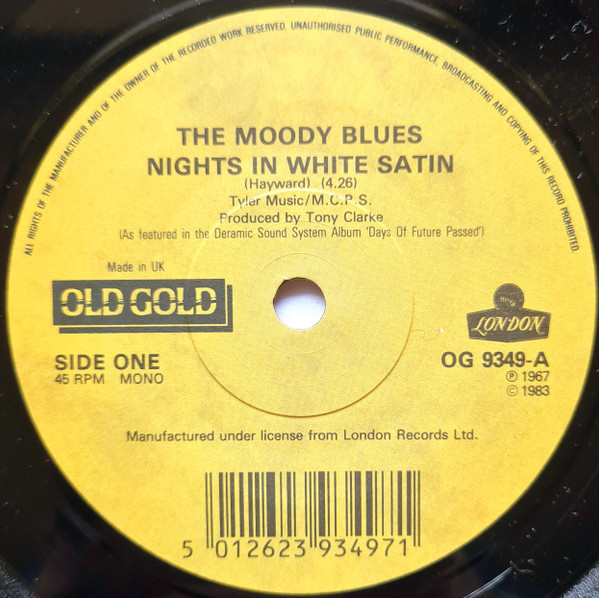 ALL RIGHTS OF THE MANUFACTURER AND OF THE OWNER OF THE RECORDED WORK RESERVED. UNAUTHORISED PUBLIC PERFORMANCE, BROADCASTING AND COPYING OF THIS RECORD PROHIBITED.
THE MOODY BLUES
NIGHTS IN WHITE SATIN
(Hayward) (4.26)
Tyler Music/M.C.P.S.
Produced by Tony Clarke
(As featured in the Deramic Sound System Album 'Days Of Future Passed')
Made in UK
OLD GOLD
LONDON
SIDE ONE
45 RPM MONO
OG 9349-A
℗ 1967
© 1983
Manufactured under license from London Records Ltd.
5 012623 934971